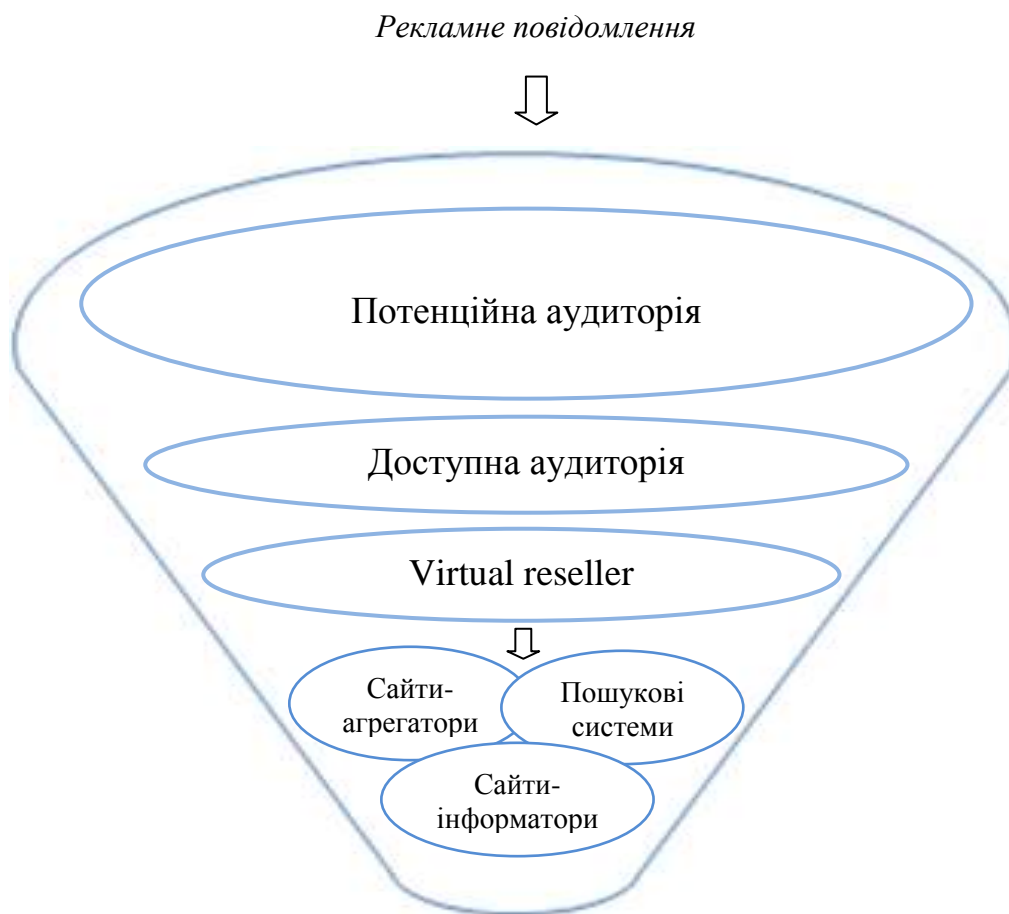 Рекламне повідомлення
Потенційна аудиторія
Доступна аудиторія
Virtual reseller
Сайти-
агрегатори
Пошукові
системи
Сайти-
інформатори